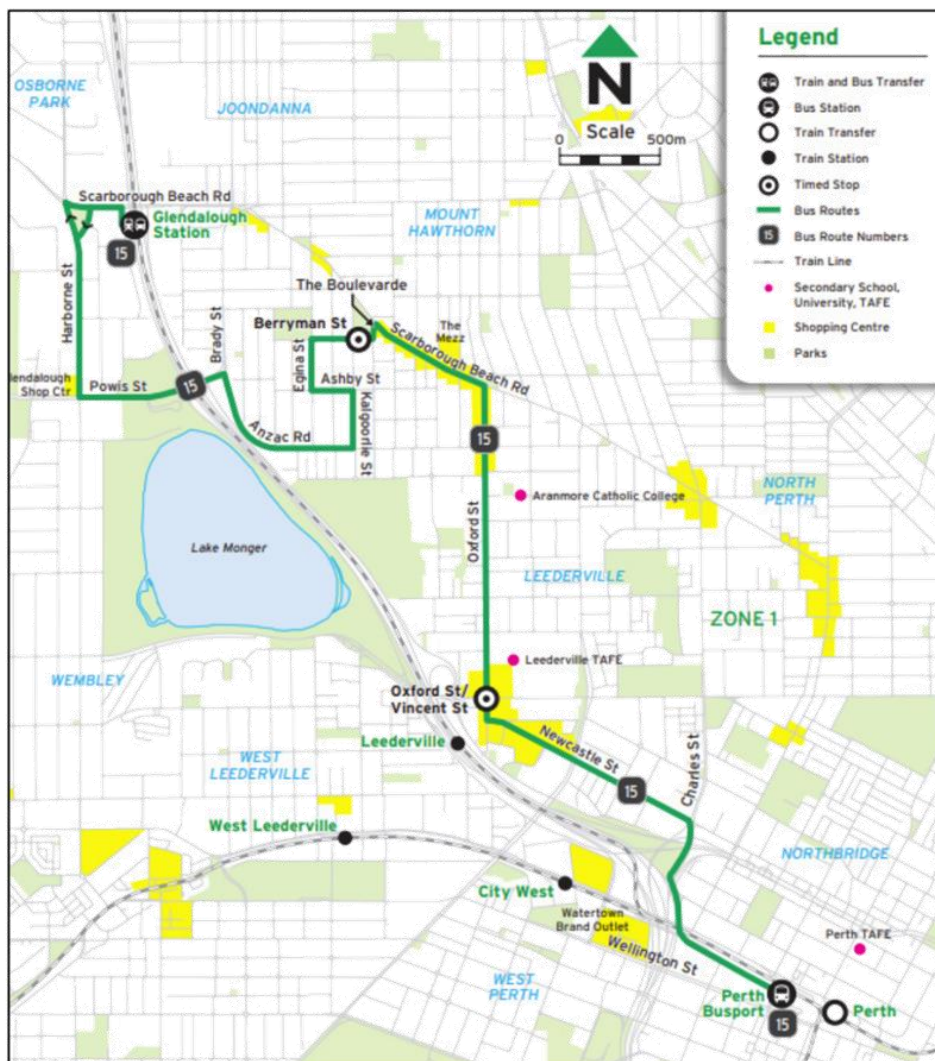 Legend
Train and Bus Transfer
Bus Station
Train Transfer
Train Station
Timed Stop
Bus Routes
15
Bus Route Numbers
Train Line
Secondary School,
University, TAFE
Shopping Centre
Parks
N
Scale
0
500m
OSBORNE
PARK
JOONDANNA
Scarborough Beach Rd
Glendalough
Station
15
MOUNT
HAWTHORN
Harborne St
The Boulevarde
Berryman St
The
Mezz
Scarborough Beach Rd
Brady St
Egina St
Ashby St
lendalough
Shop Ctr
Powis St
15
Anzac Rd
Kalgoorlie St
15
Oxford St
Aranmore Catholic College
NORTH
PERTH
Lake Monger
LEEDERVILLE
ZONE 1
Leederville TAFE
WEMBLEY
Oxford St/
Vincent St
Leederville
WEST
LEEDERVILLE
Newcastle St
15
Charles St
West Leederville
NORTHBRIDGE
City West
Watertown
Brand Outlet
Wellington St
Perth TAFE
WEST
PERTH
Perth
Busport
15
Perth